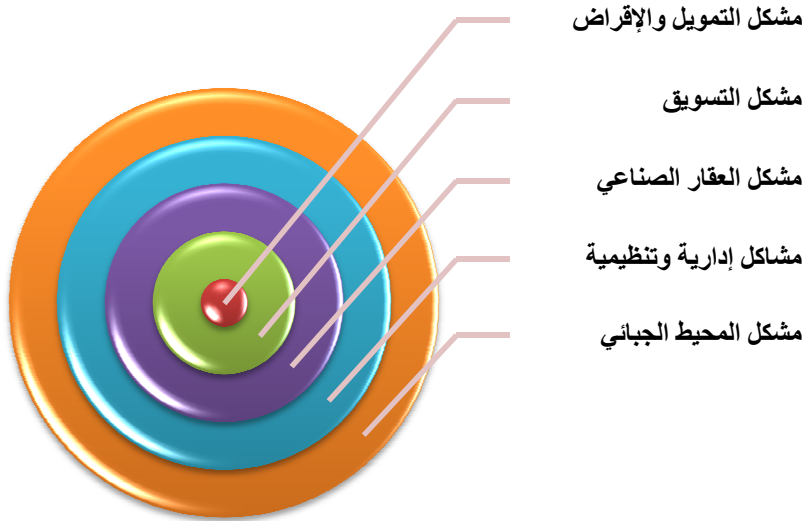 مشكل التمويل والإقراض
مشكل التسويق
مشكل العقار الصناعي
مشاكل إدارية وتنظيمية
مشكل المحيط الجبائي